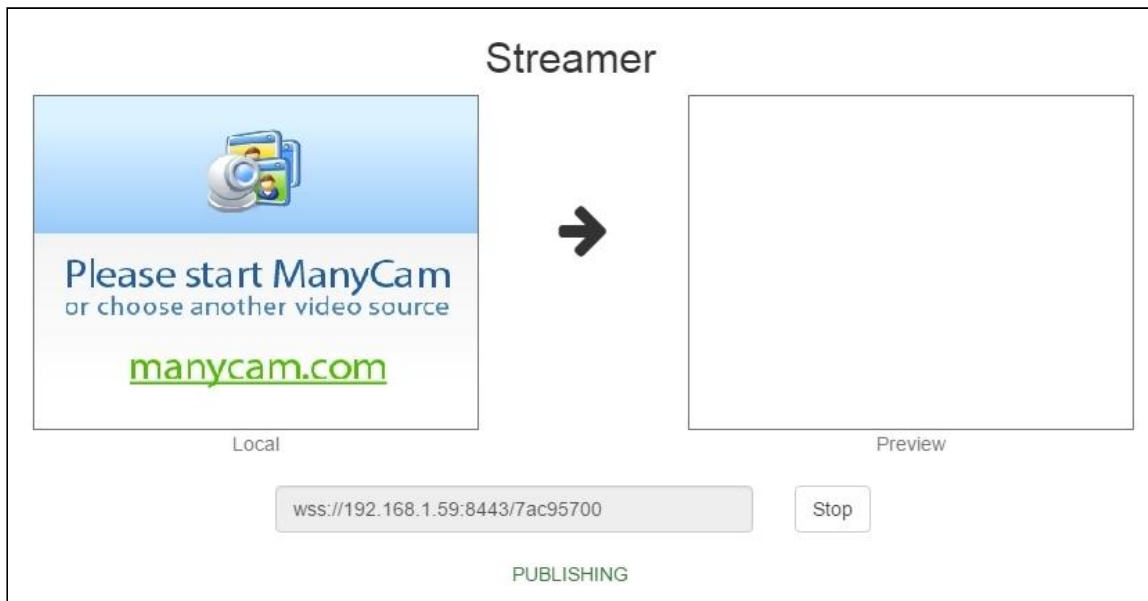 Streamer
Please start ManyCam
or choose another video source
manycam.com
Local
Preview
wss://192.168.1.59:8443/7ac95700
Stop
PUBLISHING